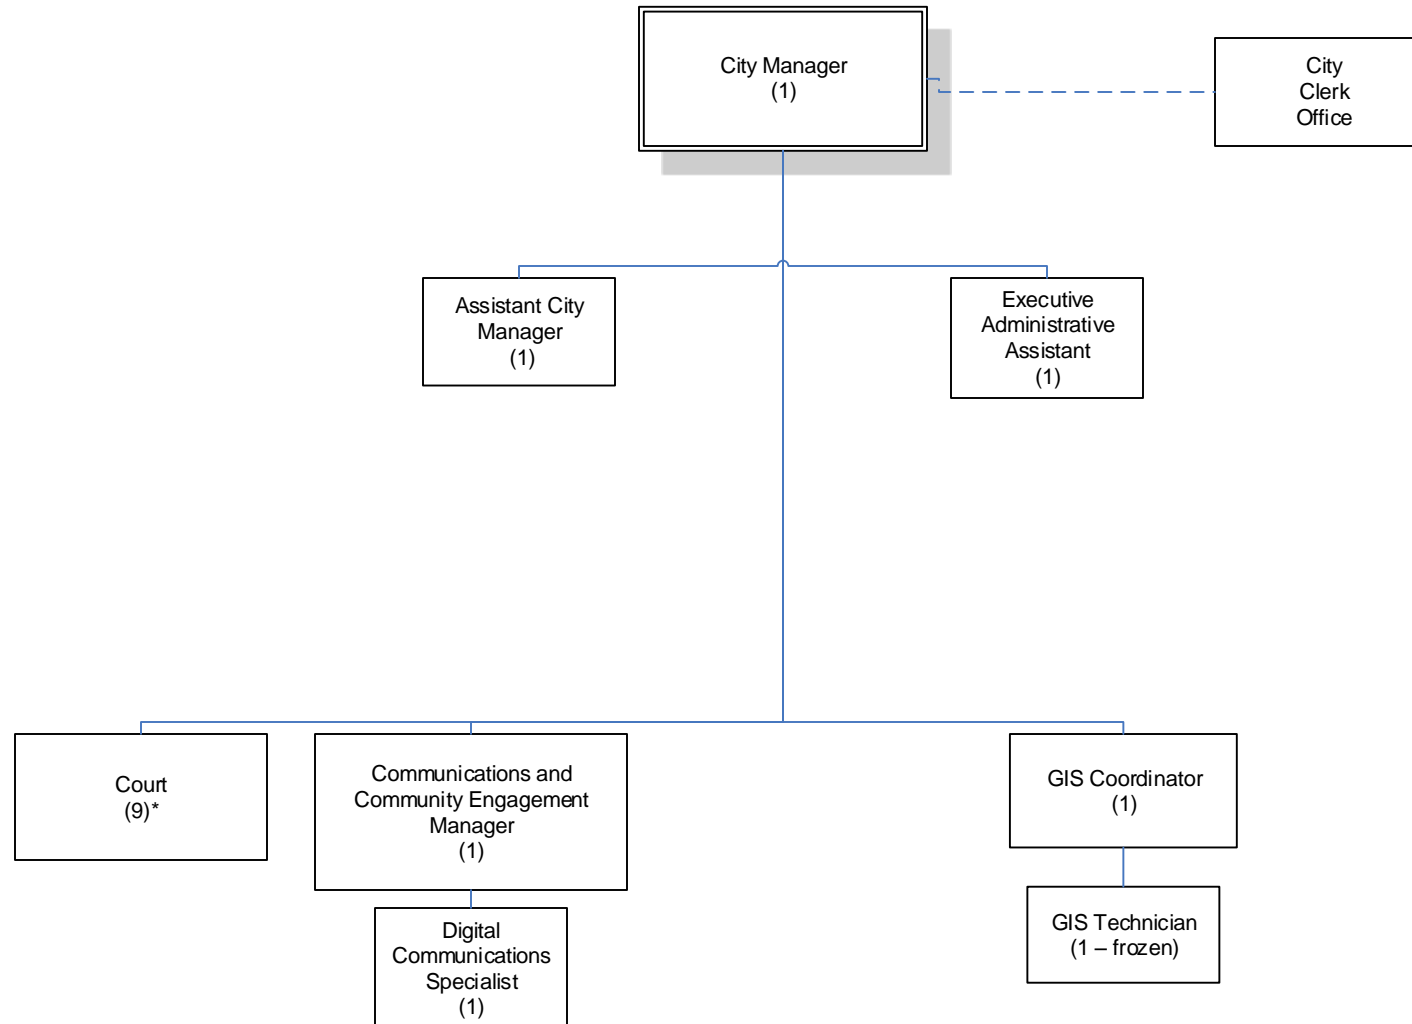 City Manager
(1)
City
Clerk
Office
Assistant City
Manager
(1)
Executive
Administrative
Assistant
(1)
Court
(9)*
Communications and
Community Engagement
Manager
(1)
GIS Coordinator
(1)
Digital
Communications
Specialist
(1)
GIS Technician
(1 – frozen)